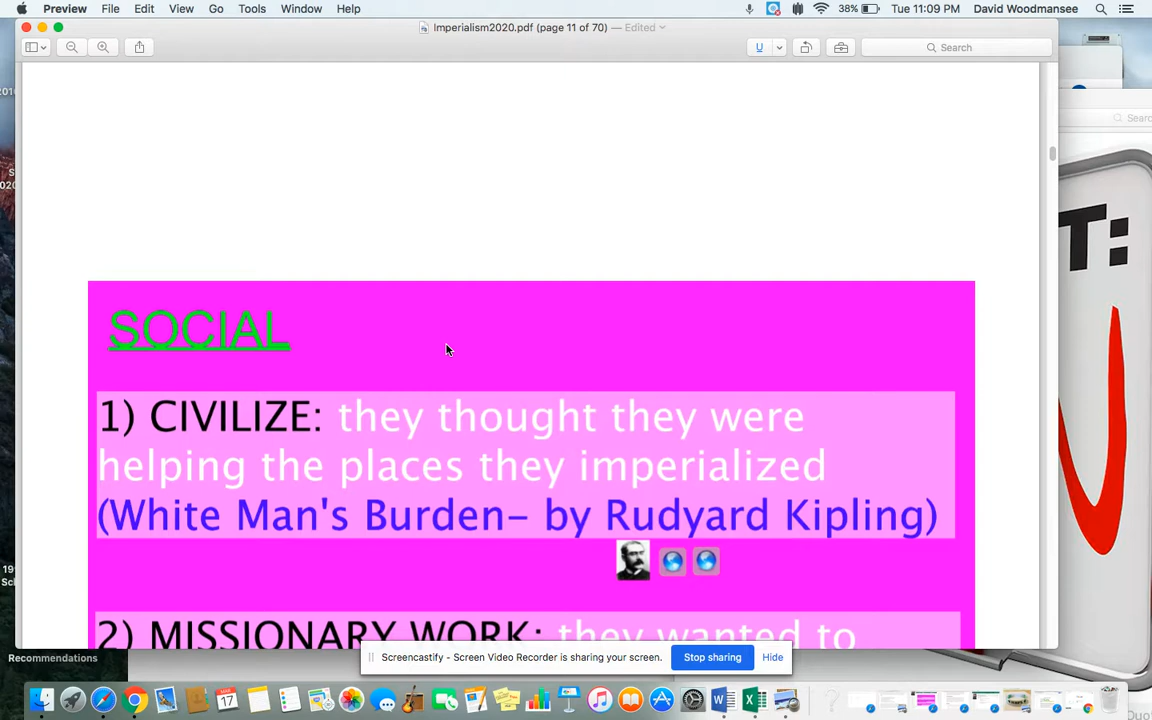 Preview File Edit View Go Tools Window Help
38% Tue 11:09 PM David Woodmansee
Imperialism2020.pdf (page 11 of 70) — Edited
U
Search
SOCIAL
1) CIVILIZE: they thought they were
helping the places they imperialized
(White Man's Burden- by Rudyard Kipling)
2) MISSIONARY WORK: they wanted to
Screencastify - Screen Video Recorder is sharing your screen.
Stop sharing
Hide
Recommendations
T:
17